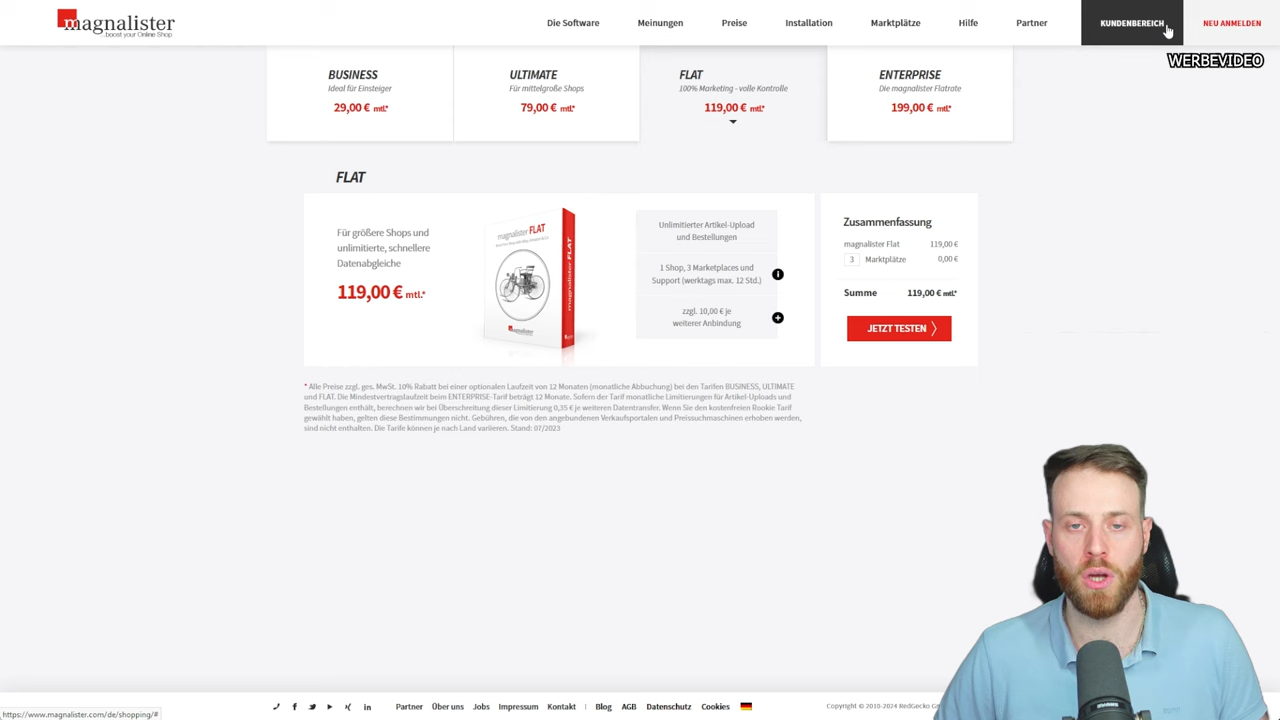 magnalister
...boost your Online Shop
Die Software
Meinungen
Preise
Installation
Marktplätze
Hilfe
Partner
KUNDENBEREICH
NEU ANMELDEN
WERBEVIDEO
BUSINESS
Ideal für Einsteiger
29,00 € mtl.*
ULTIMATE
Für mittelgroße Shops
79,00 € mtl.*
FLAT
100% Marketing - volle Kontrolle
119,00 € mtl.*
ENTERPRISE
Die magnalister Flatrate
199,00 € mtl.*
FLAT
Für größere Shops und
unlimitierte, schnellere
Datenabgleiche
119,00 € mtl.*
magnalister FLAT
FLAT
magnalister
Unlimitierter Artikel-Upload
und Bestellungen
1 Shop, 3 Marketplaces und
Support (werktags max. 12 Std.)
zzgl. 10,00 € je
weiterer Anbindung
Zusammenfassung
magnalister Flat 119,00 €
3 Marktplätze 0,00 €
Summe 119,00 € mtl.*
JETZT TESTEN
* Alle Preise zzgl. ges. MwSt. 10% Rabatt bei einer optionalen Laufzeit von 12 Monaten (monatliche Abbuchung) bei den Tarifen BUSINESS, ULTIMATE
und FLAT. Die Mindestvertragslaufzeit beim ENTERPRISE-Tarif beträgt 12 Monate. Sofern der Tarif monatliche Limitierungen für Artikel-Uploads und
Bestellungen enthält, berechnen wir bei Überschreitung dieser Limitierung 0,35 € je weiteren Datentransfer. Wenn Sie den kostenfreien Rookie Tarif
gewählt haben, gelten diese Bestimmungen nicht. Gebühren, die von den angebundenen Verkaufsportalen und Preissuchmaschinen erhoben werden,
sind nicht enthalten. Die Tarife können je nach Land variieren. Stand: 07/2023
https://www.magnalister.com/de/shopping/#
Partner Über uns Jobs Impressum Kontakt | Blog AGB Datenschutz Cookies
Copyright © 2010-2024 RedGecko G